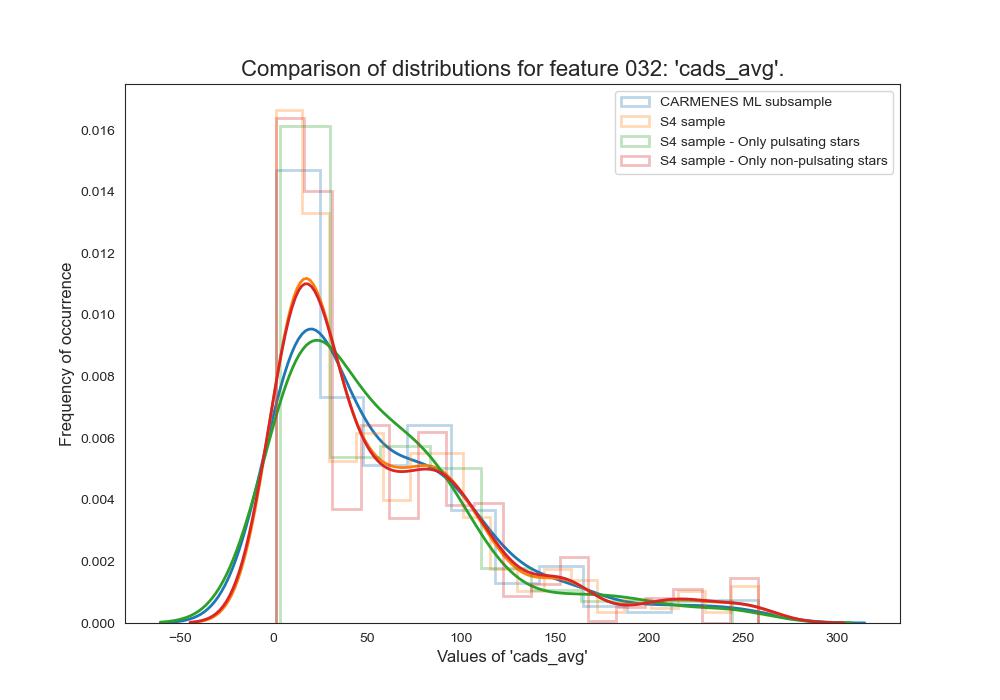 Comparison of distributions for feature 032: 'cads_avg'.
CARMENES ML subsample
S4 sample
S4 sample - Only pulsating stars
S4 sample - Only non-pulsating stars
Frequency of occurrence
0.016
0.014
0.012
0.010
0.008
0.006
0.004
0.002
0.000
−50 0 50 100 150 200 250 300
Values of 'cads_avg'